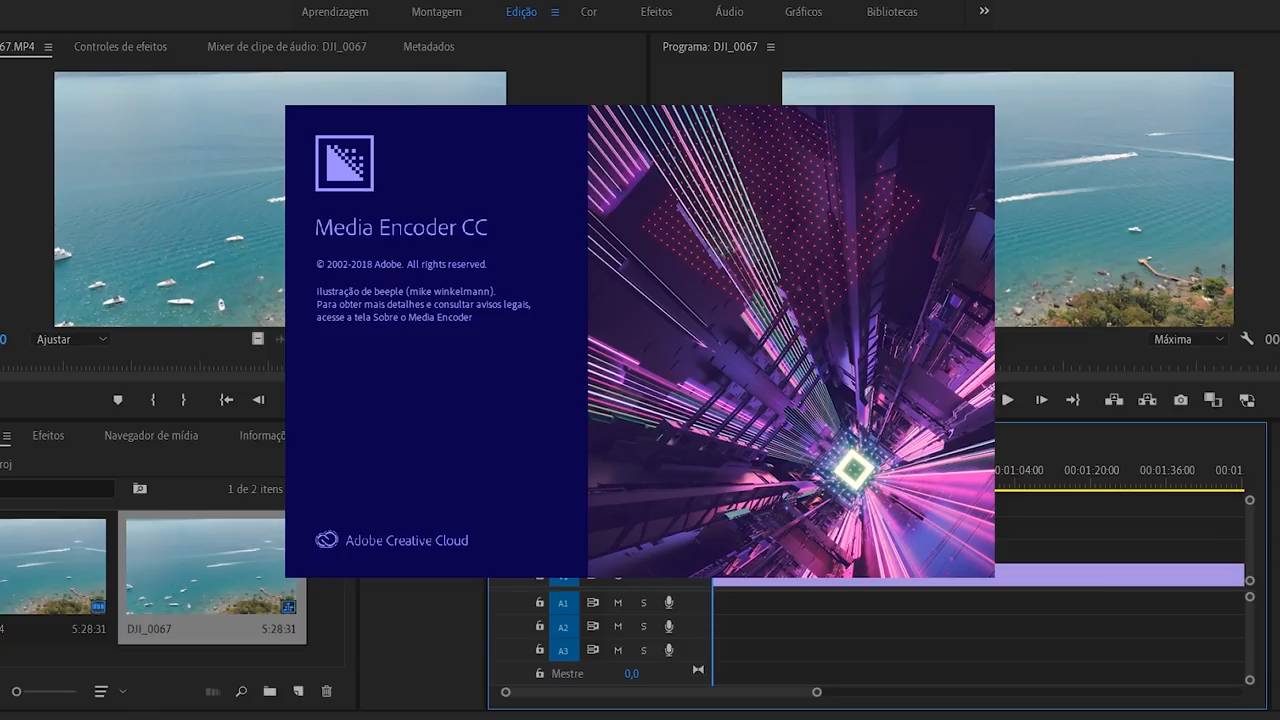 Aprendizagem Montagem Edição Cor Efeitos Áudio Gráficos Bibliotecas
67.MP4 Controles de efeitos Mixer de clipe de áudio: DJI_0067 Metadados
Programa: DJI_0067
Media Encoder CC
© 2002-2018 Adobe. All rights reserved.
Ilustração de beeple (mike winkelmann).
Para obter mais detalhes e consultar avisos legais,
acesse a tela Sobre o Media Encoder
Adobe Creative Cloud
0 Ajustar
Máxima 00
Efeitos Navegador de mídia Informaçõ
roj
1 de 2 itens
4 5:28:31
DJI_0067 5:28:31
0:01:04:00 00:01:20:00 00:01:36:00 00:01
A1 M S
A2 M S
A3 M S
Mestre 0,0